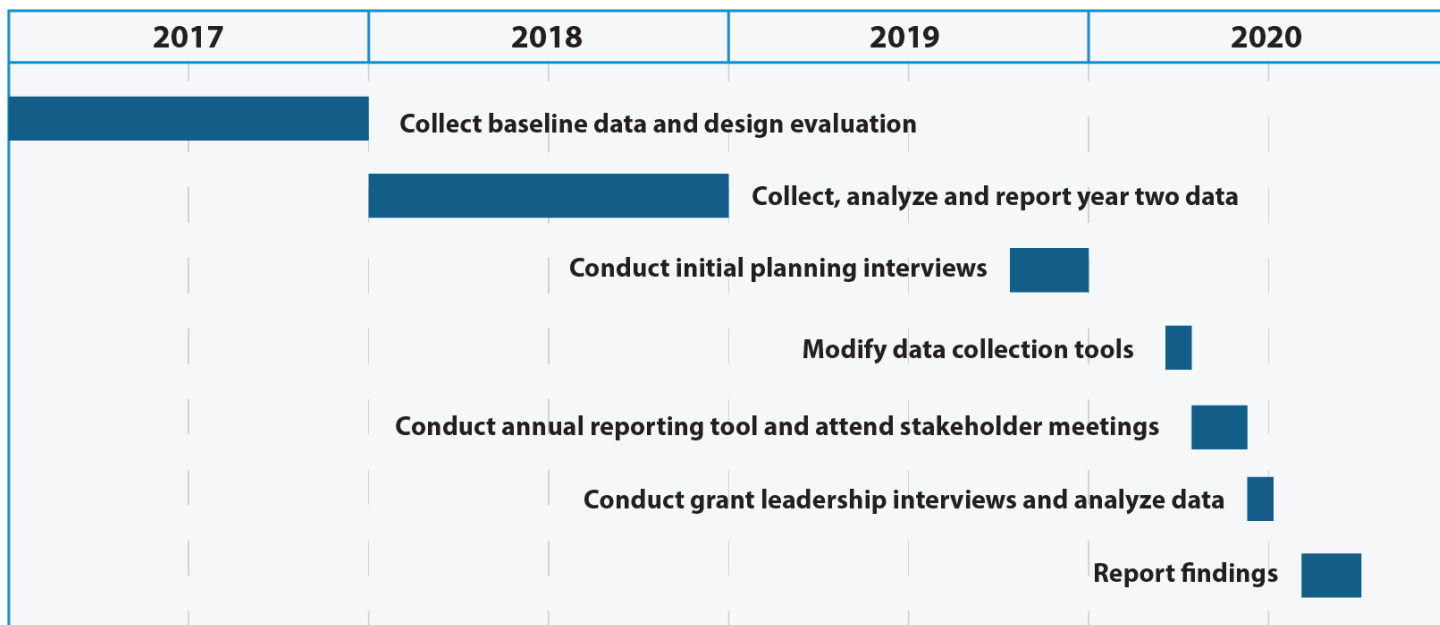 2017 2018 2019 2020
Collect baseline data and design evaluation
Collect, analyze and report year two data
Conduct initial planning interviews
Modify data collection tools
Conduct annual reporting tool and attend stakeholder meetings
Conduct grant leadership interviews and analyze data
Report findings